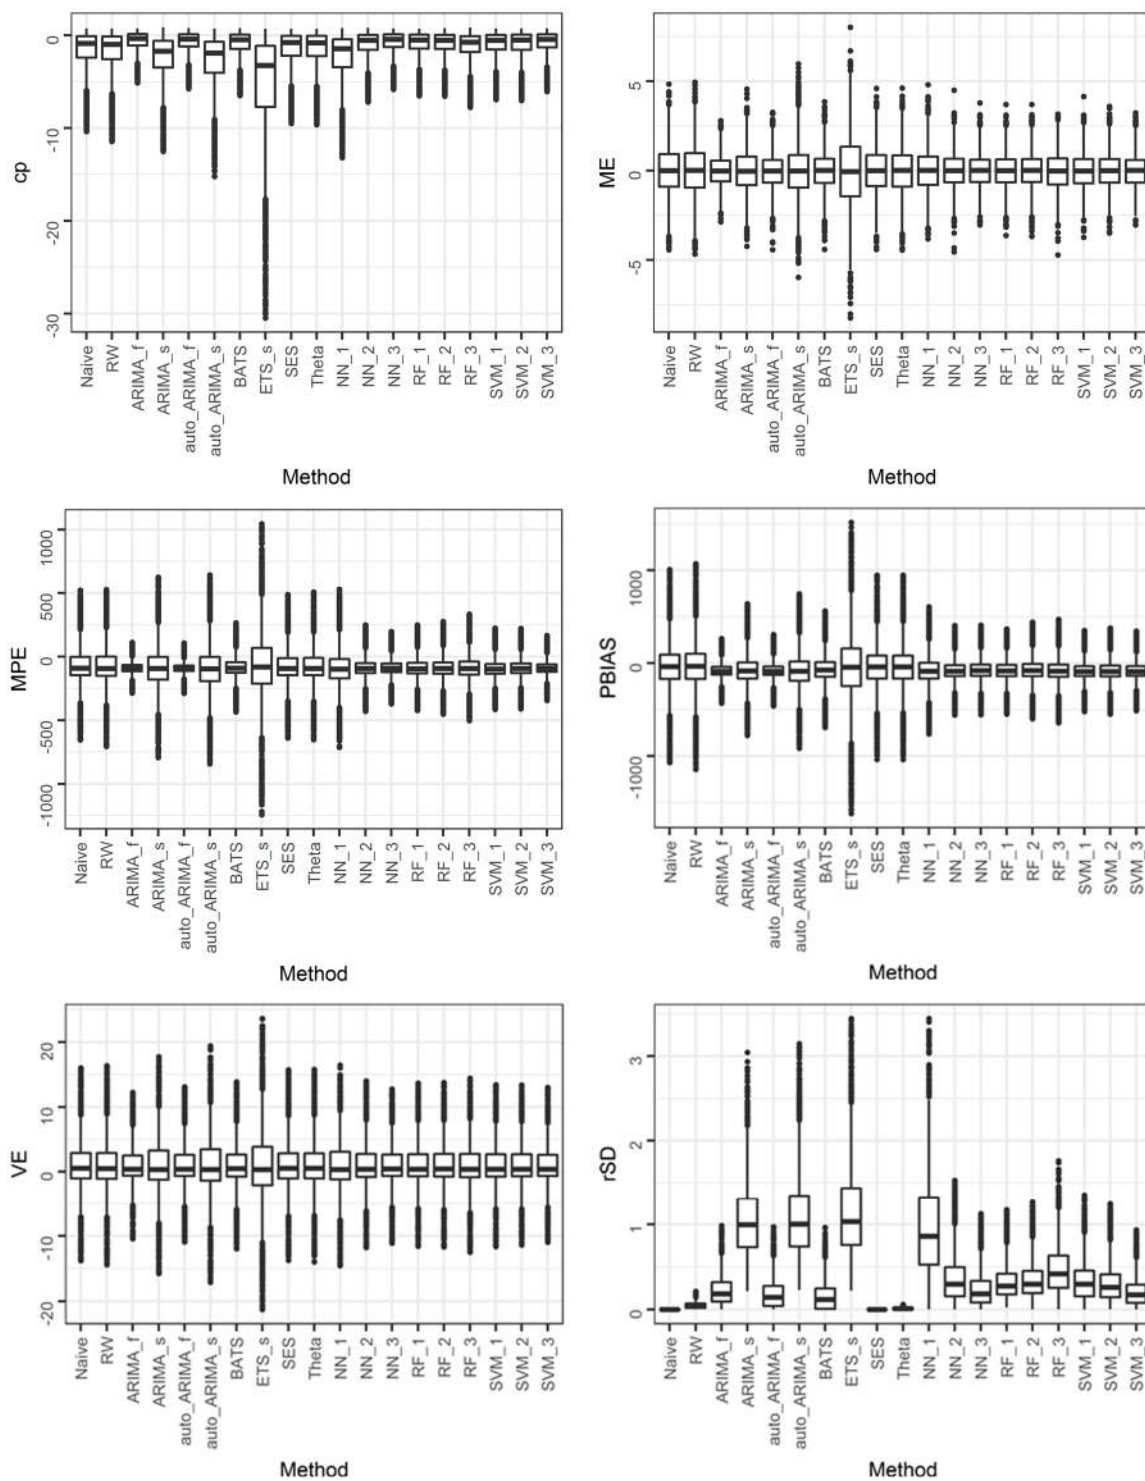 cp
0
-10
-20
-30
Naive
RW
ARIMA_f
ARIMA_s
auto_ARIMA_f
auto_ARIMA_s
BATS
ETS_s
SES
Theta
NN_1
NN_2
NN_3
RF_1
RF_2
RF_3
SVM_1
SVM_2
SVM_3
Method
ME
5
0
-5
Naive
RW
ARIMA_f
ARIMA_s
auto_ARIMA_f
auto_ARIMA_s
BATS
ETS_s
SES
Theta
NN_1
NN_2
NN_3
RF_1
RF_2
RF_3
SVM_1
SVM_2
SVM_3
Method
MPE
1000
500
0
-500
-1000
Naive
RW
ARIMA_f
ARIMA_s
auto_ARIMA_f
auto_ARIMA_s
BATS
ETS_s
SES
Theta
NN_1
NN_2
NN_3
RF_1
RF_2
RF_3
SVM_1
SVM_2
SVM_3
Method
PBIAS
1000
0
-1000
Naive
RW
ARIMA_f
ARIMA_s
auto_ARIMA_f
auto_ARIMA_s
BATS
ETS_s
SES
Theta
NN_1
NN_2
NN_3
RF_1
RF_2
RF_3
SVM_1
SVM_2
SVM_3
Method
VE
20
10
0
-10
-20
Naive
RW
ARIMA_f
ARIMA_s
auto_ARIMA_f
auto_ARIMA_s
BATS
ETS_s
SES
Theta
NN_1
NN_2
NN_3
RF_1
RF_2
RF_3
SVM_1
SVM_2
SVM_3
Method
rSD
3
2
1
0
Naive
RW
ARIMA_f
ARIMA_s
auto_ARIMA_f
auto_ARIMA_s
BATS
ETS_s
SES
Theta
NN_1
NN_2
NN_3
RF_1
RF_2
RF_3
SVM_1
SVM_2
SVM_3
Method